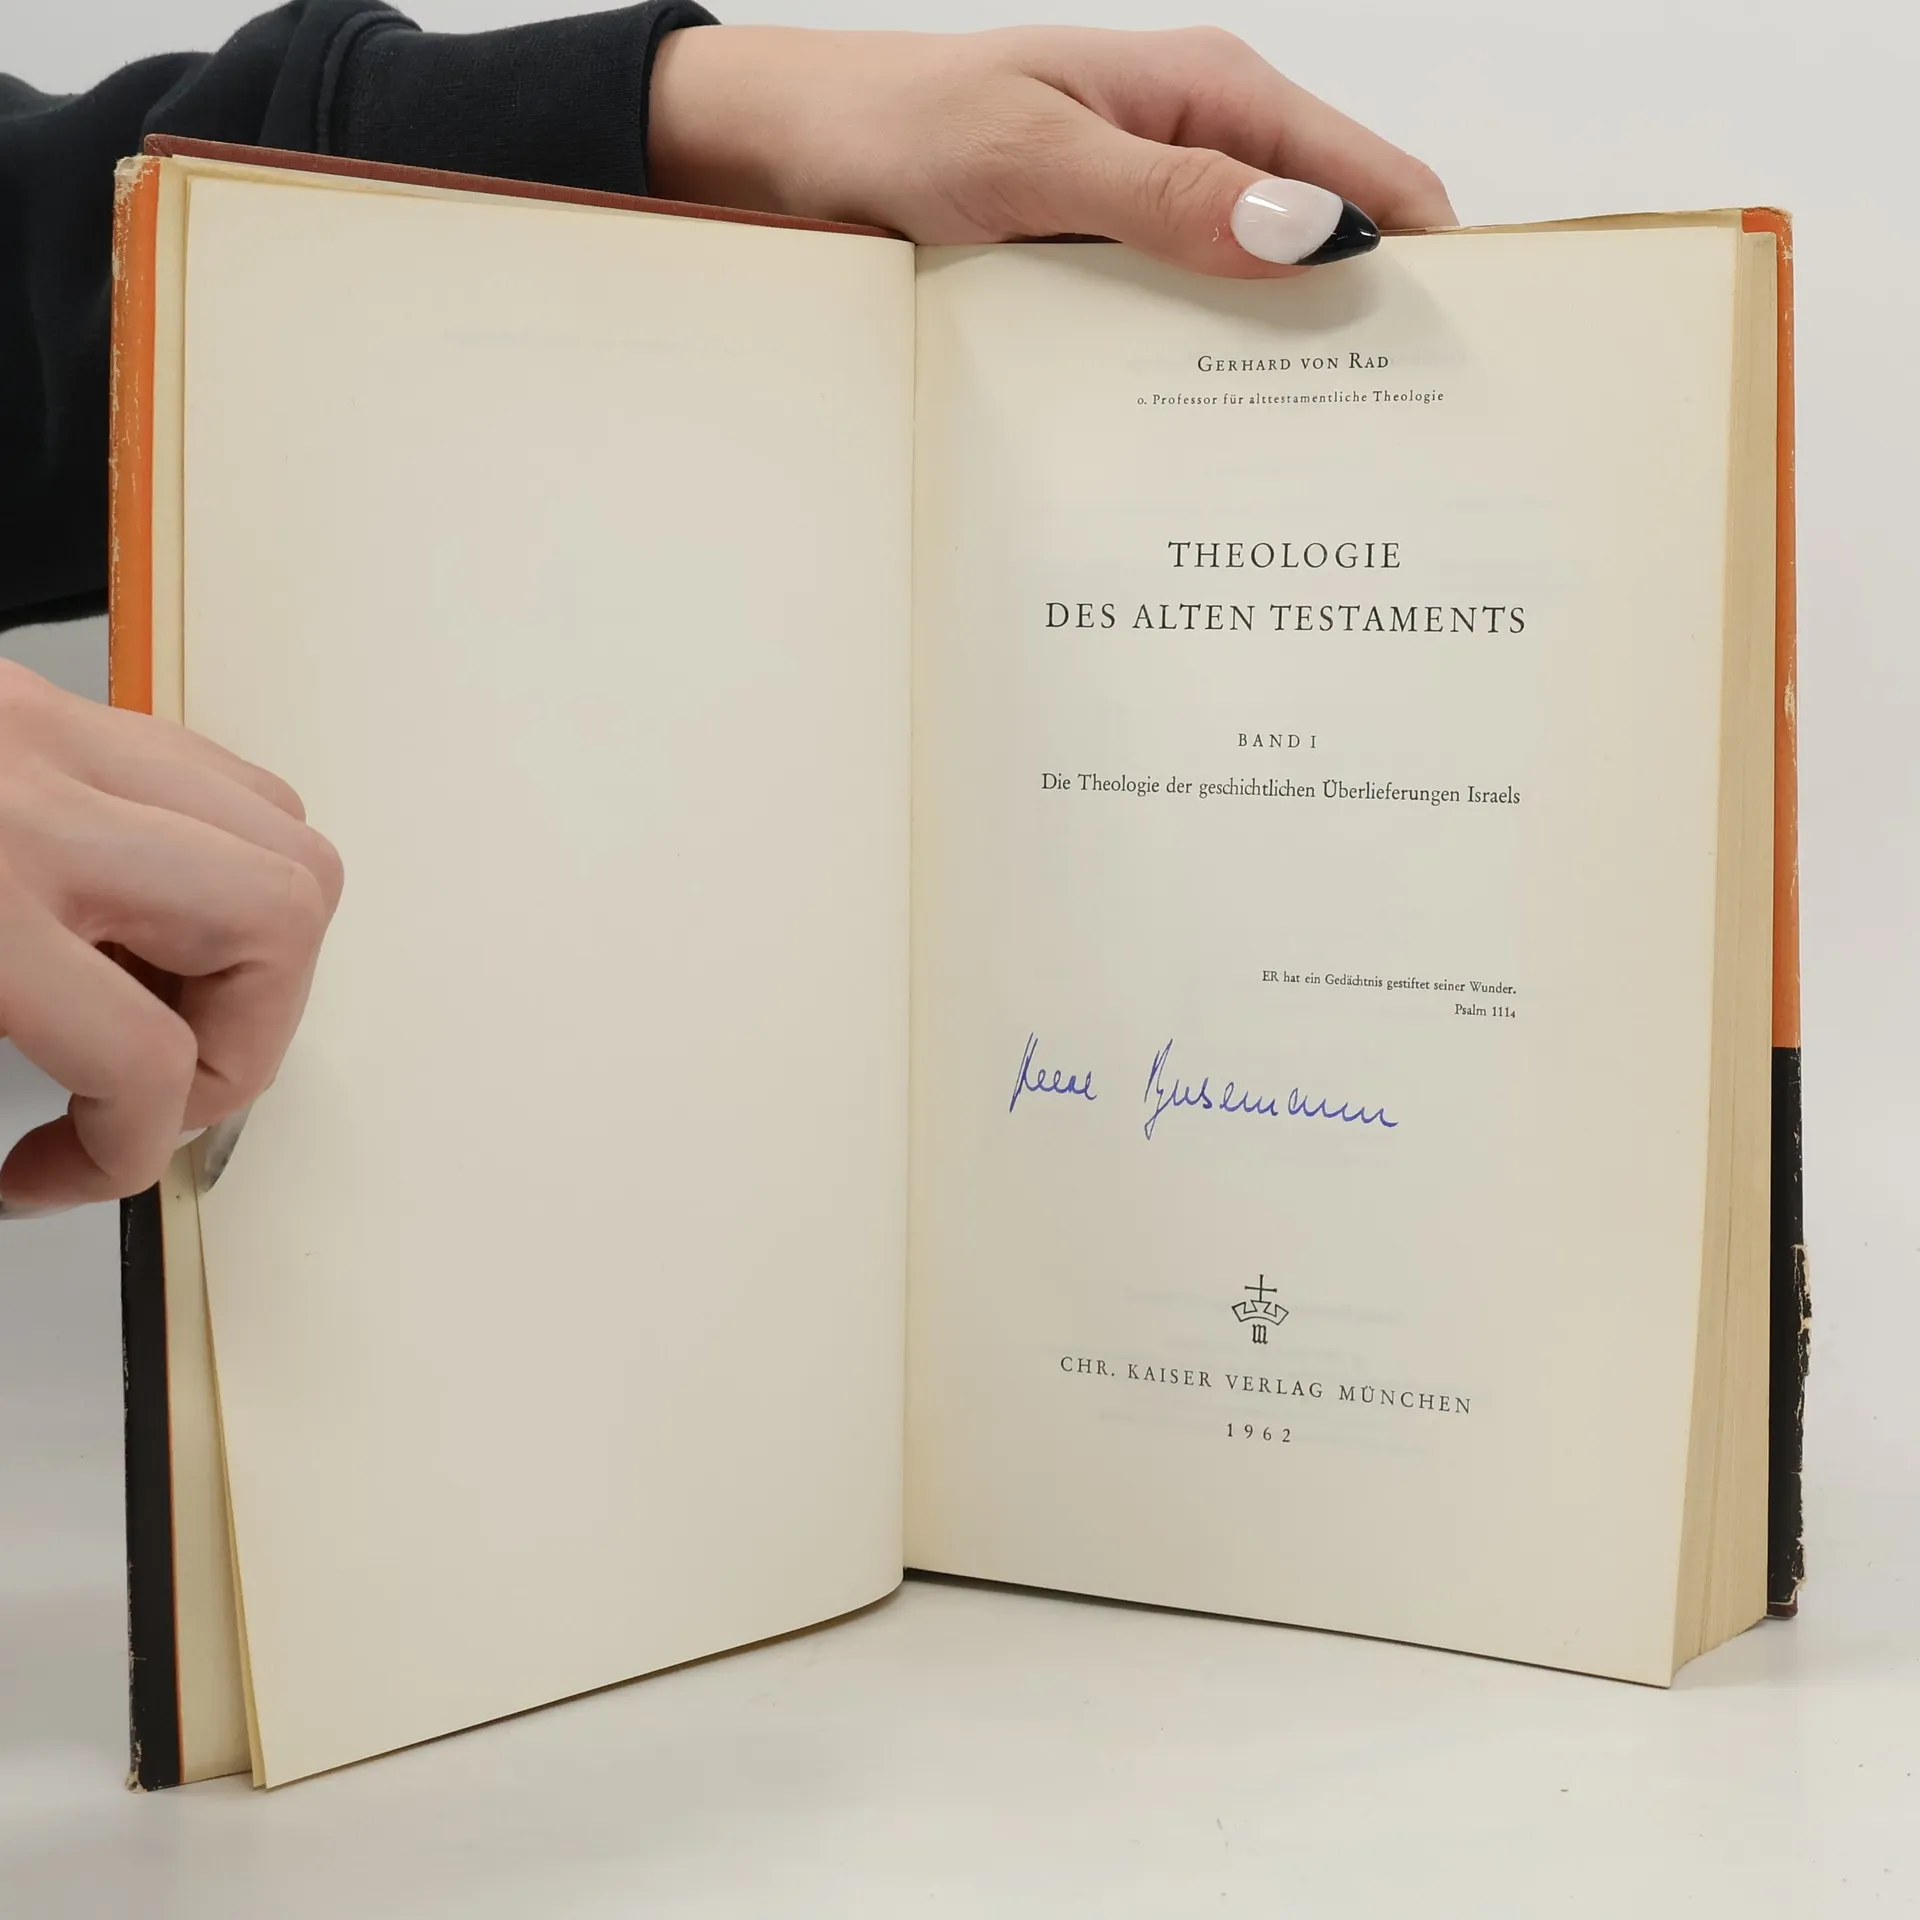 GERHARD VON RAD
o. Professor für alttestamentliche Theologie
THEOLOGIE
DES ALTEN TESTAMENTS
BAND I
Die Theologie der geschichtlichen Überlieferungen Israels
ER hat ein Gedächtnis gestiftet seiner Wunder.
Psalm 111₄
m
CHR. KAISER VERLAG MÜNCHEN
1962